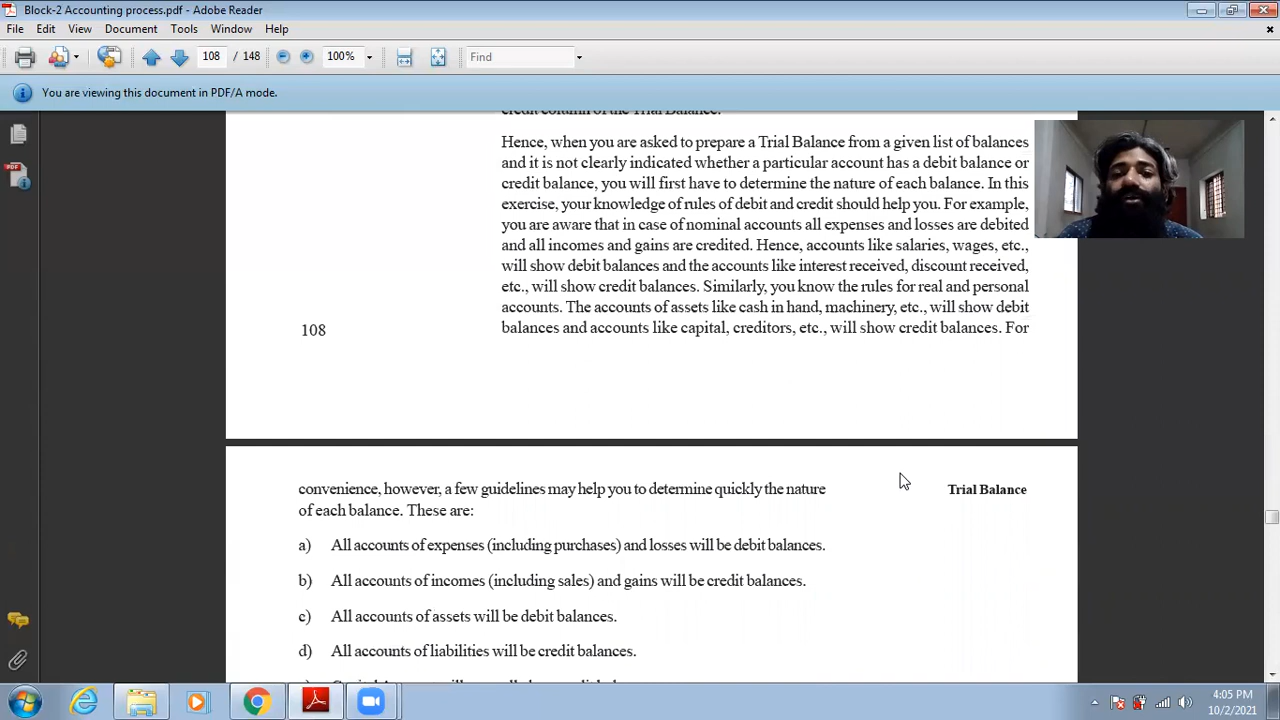 Block-2 Accounting process.pdf - Adobe Reader
File Edit View Document Tools Window Help
108 / 148 100% Find
You are viewing this document in PDF/A mode.
credit column of the Trial Balance.
Hence, when you are asked to prepare a Trial Balance from a given list of balances
and it is not clearly indicated whether a particular account has a debit balance or
credit balance, you will first have to determine the nature of each balance. In this
exercise, your knowledge of rules of debit and credit should help you. For example,
you are aware that in case of nominal accounts all expenses and losses are debited
and all incomes and gains are credited. Hence, accounts like salaries, wages, etc.,
will show debit balances and the accounts like interest received, discount received,
etc., will show credit balances. Similarly, you know the rules for real and personal
accounts. The accounts of assets like cash in hand, machinery, etc., will show debit
balances and accounts like capital, creditors, etc., will show credit balances. For
108
Trial Balance
convenience, however, a few guidelines may help you to determine quickly the nature
of each balance. These are:
a) All accounts of expenses (including purchases) and losses will be debit balances.
b) All accounts of incomes (including sales) and gains will be credit balances.
c) All accounts of assets will be debit balances.
d) All accounts of liabilities will be credit balances.
4:05 PM
10/2/2021